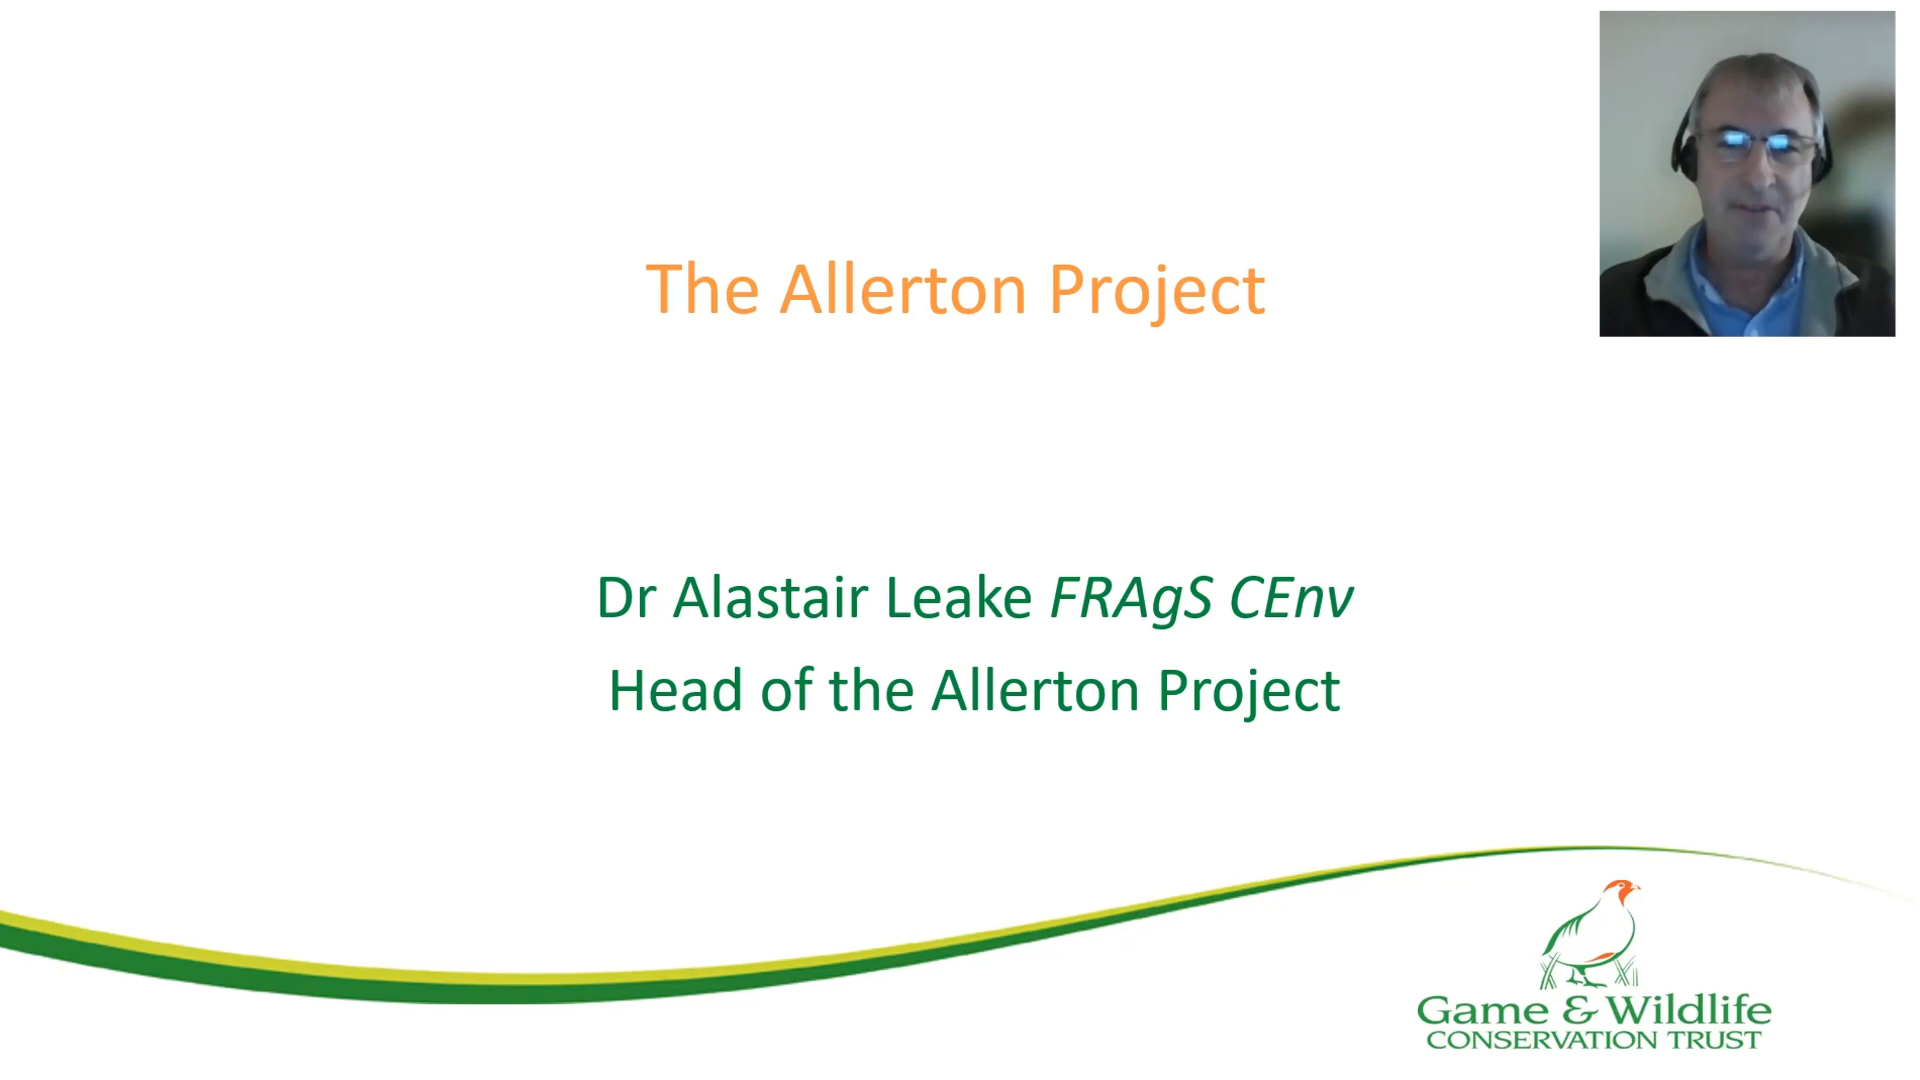 The Allerton Project
Dr Alastair Leake FRAgS CEnv
Head of the Allerton Project
Game & Wildlife
CONSERVATION TRUST